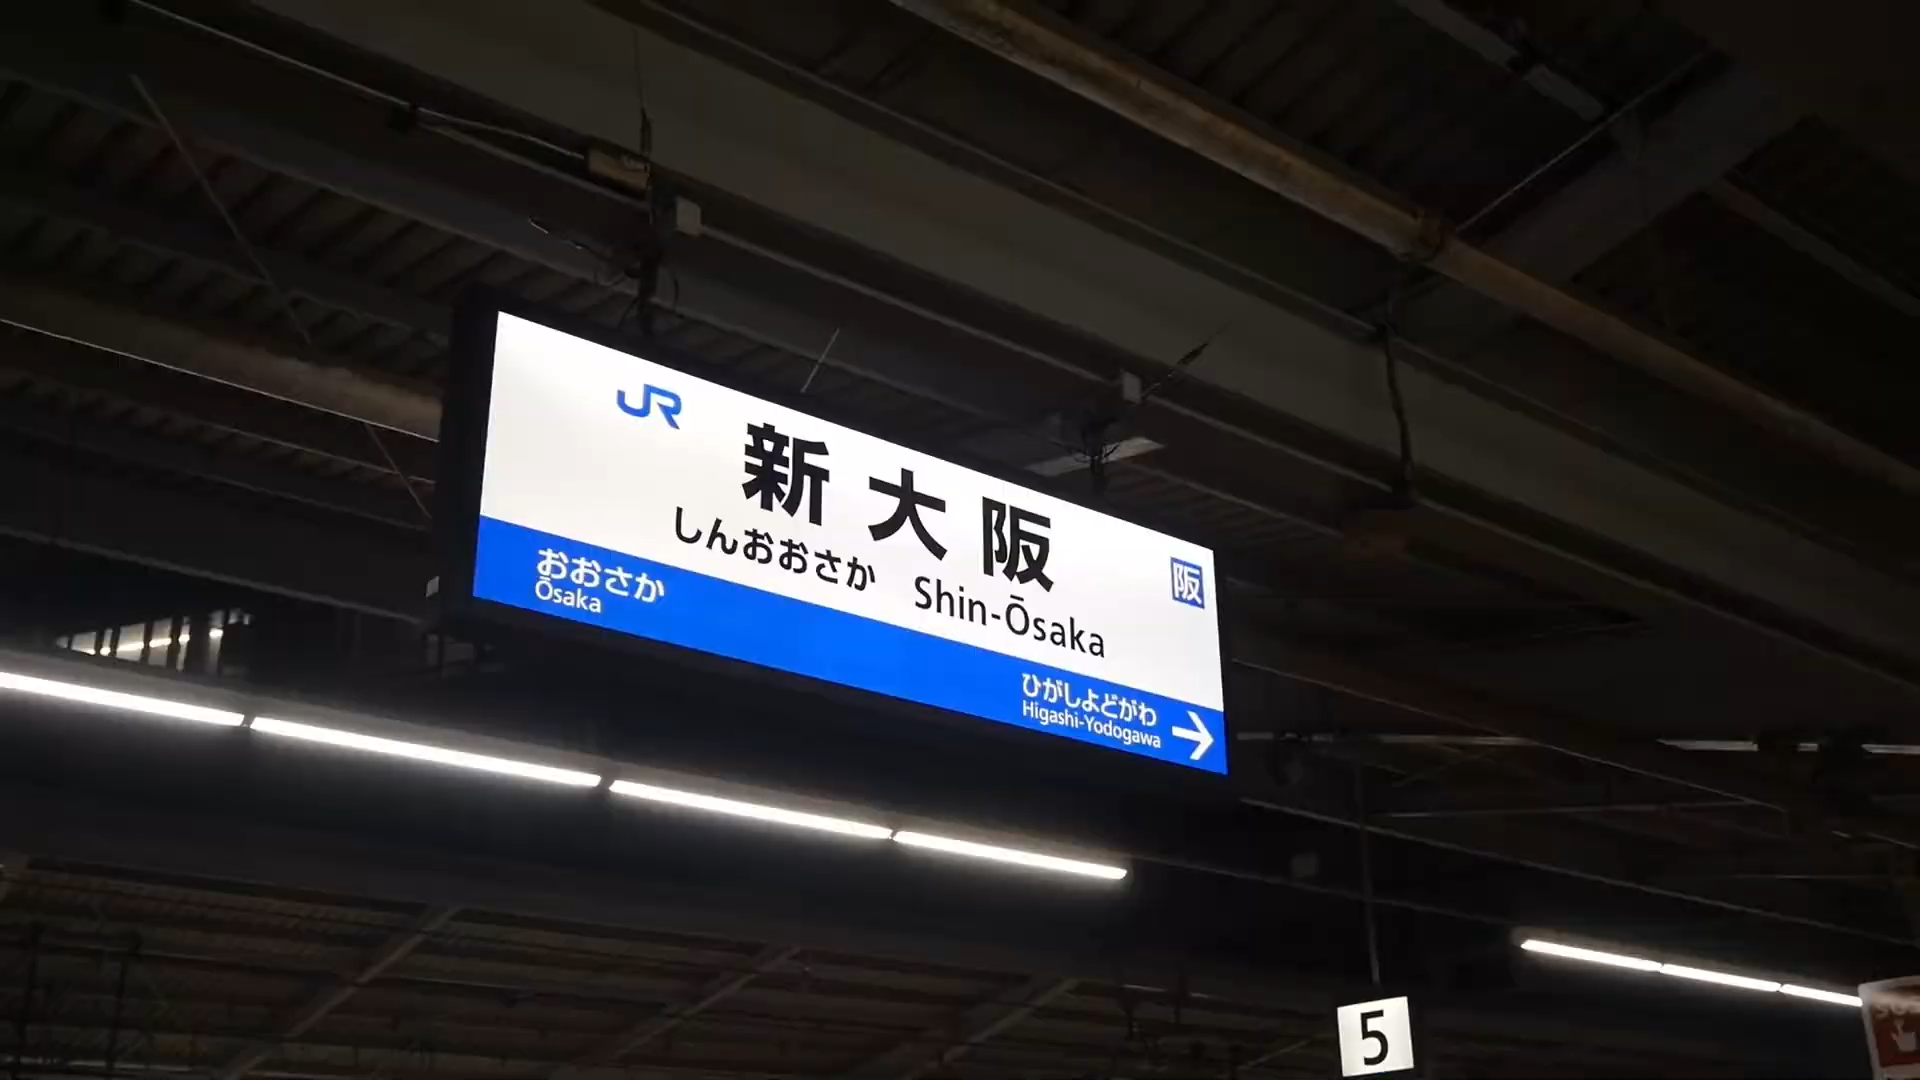 JR
新大阪
しんおおさか Shin-Ōsaka
阪
おおさか
Ōsaka
ひがしよどがわ
Higashi-Yodogawa
5